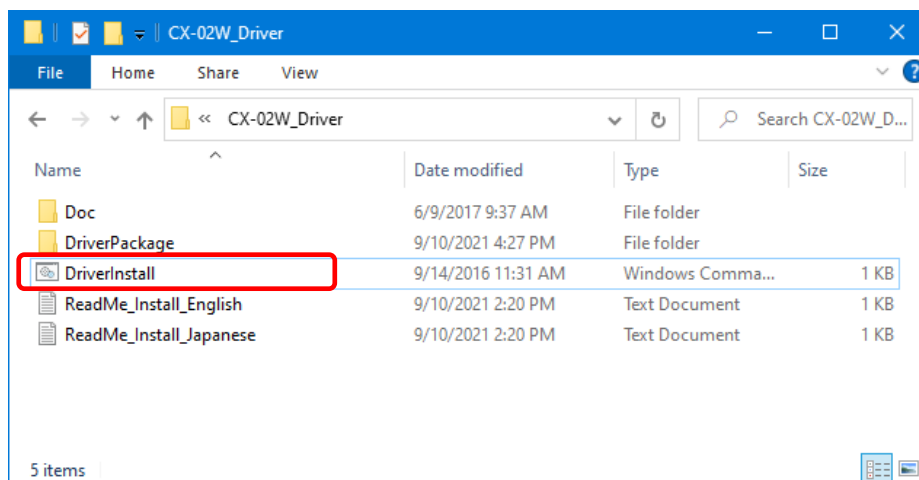 CX-02W_Driver
File Home Share View ?
« CX-02W_Driver Search CX-02W_D...
Name Date modified Type Size
Doc 6/9/2017 9:37 AM File folder
DriverPackage 9/10/2021 4:27 PM File folder
DriverInstall 9/14/2016 11:31 AM Windows Comma... 1 KB
ReadMe_Install_English 9/10/2021 2:20 PM Text Document 1 KB
ReadMe_Install_Japanese 9/10/2021 2:20 PM Text Document 1 KB
5 items